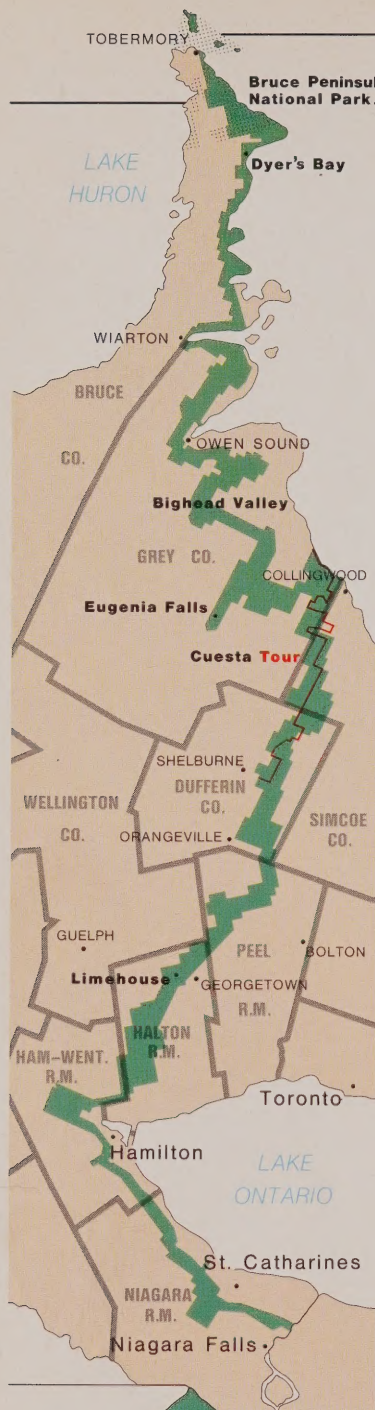 TOBERMORY
Bruce Peninsul
National Park
Dyer's Bay
LAKE
HURON
WIARTON
BRUCE
CO.
OWEN SOUND
Bighead Valley
GREY CO.
COLLINGWOOD
Eugenia Falls
Cuesta Tour
SHELBURNE
DUFFERIN
CO.
WELLINGTON
CO.
SIMCOE
CO.
ORANGEVILLE
GUELPH
PEEL
R.M.
BOLTON
Limehouse
GEORGETOWN
HALTON
R.M.
HAM-WENT.
R.M.
Toronto
Hamilton
LAKE
ONTARIO
St. Catharines
NIAGARA
R.M.
Niagara Falls